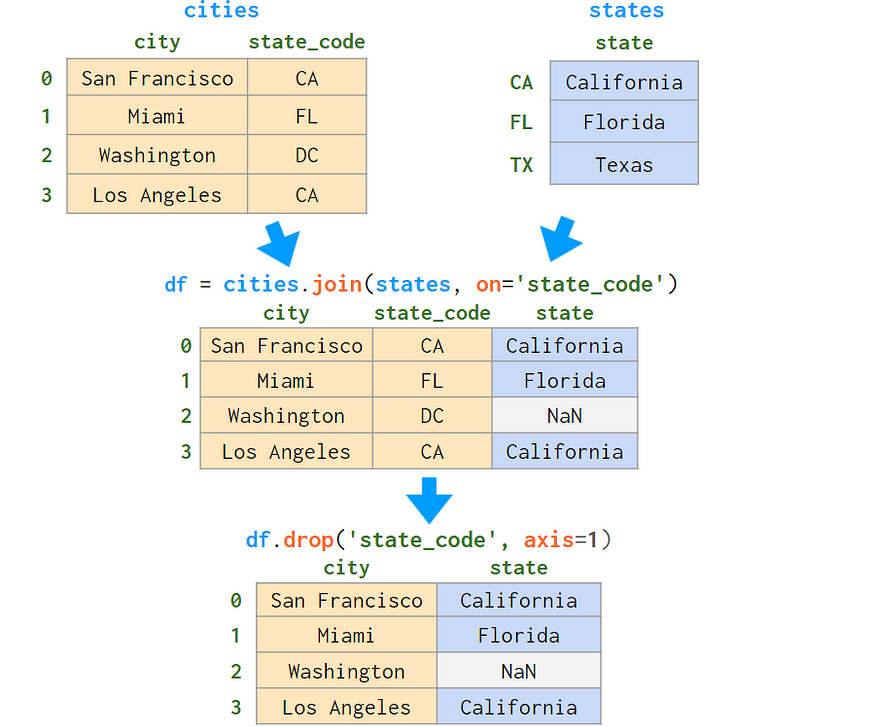 cities states
city state_code state
0 San Francisco CA CA California
1 Miami FL FL Florida
2 Washington DC TX Texas
3 Los Angeles CA
df = cities.join(states, on='state_code')
city state_code state
0 San Francisco CA California
1 Miami FL Florida
2 Washington DC NaN
3 Los Angeles CA California
df.drop('state_code', axis=1)
city state
0 San Francisco California
1 Miami Florida
2 Washington NaN
3 Los Angeles California